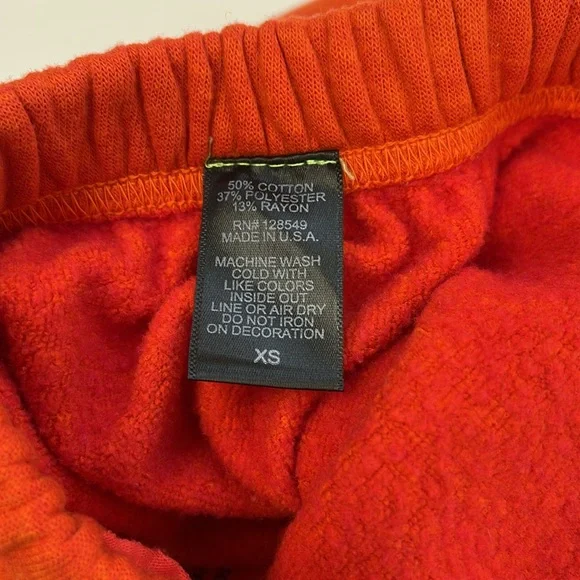 50% COTTON
37% POLYESTER
13% RAYON
RN# 128549
MADE IN U.S.A.
MACHINE WASH
COLD WITH
LIKE COLORS
INSIDE OUT
LINE OR AIR DRY
DO NOT IRON
ON DECORATION
XS